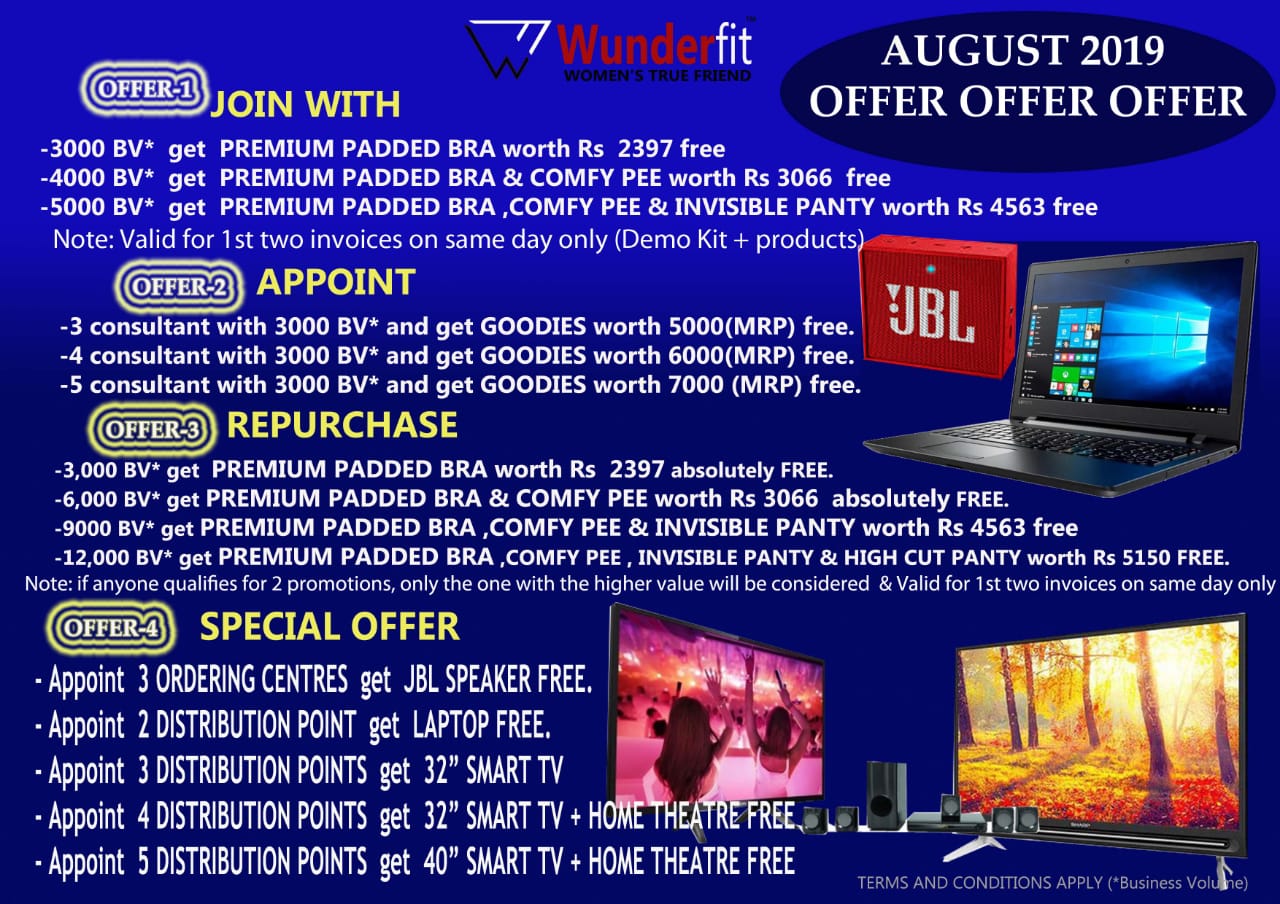 Wunderfit™
WOMEN'S TRUE FRIEND
AUGUST 2019
OFFER OFFER OFFER
OFFER-1 JOIN WITH
-3000 BV* get PREMIUM PADDED BRA worth Rs 2397 free
-4000 BV* get PREMIUM PADDED BRA & COMFY PEE worth Rs 3066 free
-5000 BV* get PREMIUM PADDED BRA ,COMFY PEE & INVISIBLE PANTY worth Rs 4563 free
Note: Valid for 1st two invoices on same day only (Demo Kit + products)
OFFER-2 APPOINT
-3 consultant with 3000 BV* and get GOODIES worth 5000(MRP) free.
-4 consultant with 3000 BV* and get GOODIES worth 6000(MRP) free.
-5 consultant with 3000 BV* and get GOODIES worth 7000 (MRP) free.
JBL
OFFER-3 REPURCHASE
-3,000 BV* get PREMIUM PADDED BRA worth Rs 2397 absolutely FREE.
-6,000 BV* get PREMIUM PADDED BRA & COMFY PEE worth Rs 3066 absolutely FREE.
-9000 BV* get PREMIUM PADDED BRA ,COMFY PEE & INVISIBLE PANTY worth Rs 4563 free
-12,000 BV* get PREMIUM PADDED BRA ,COMFY PEE , INVISIBLE PANTY & HIGH CUT PANTY worth Rs 5150 FREE.
Note: if anyone qualifies for 2 promotions, only the one with the higher value will be considered & Valid for 1st two invoices on same day only
OFFER-4 SPECIAL OFFER
- Appoint 3 ORDERING CENTRES get JBL SPEAKER FREE.
- Appoint 2 DISTRIBUTION POINT get LAPTOP FREE.
- Appoint 3 DISTRIBUTION POINTS get 32” SMART TV
- Appoint 4 DISTRIBUTION POINTS get 32” SMART TV + HOME THEATRE FREE
- Appoint 5 DISTRIBUTION POINTS get 40” SMART TV + HOME THEATRE FREE
SHARP
TERMS AND CONDITIONS APPLY (*Business Volume)